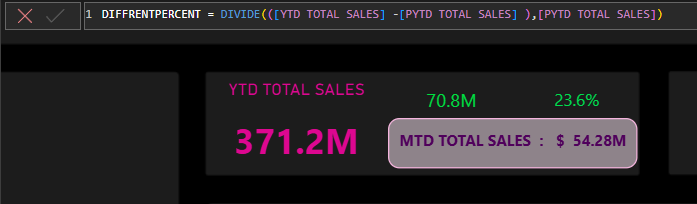 1 DIFFRENTPERCENT = DIVIDE(([YTD TOTAL SALES] -[PYTD TOTAL SALES] ),[PYTD TOTAL SALES])
YTD TOTAL SALES
70.8M
23.6%
371.2M
MTD TOTAL SALES : $ 54.28M